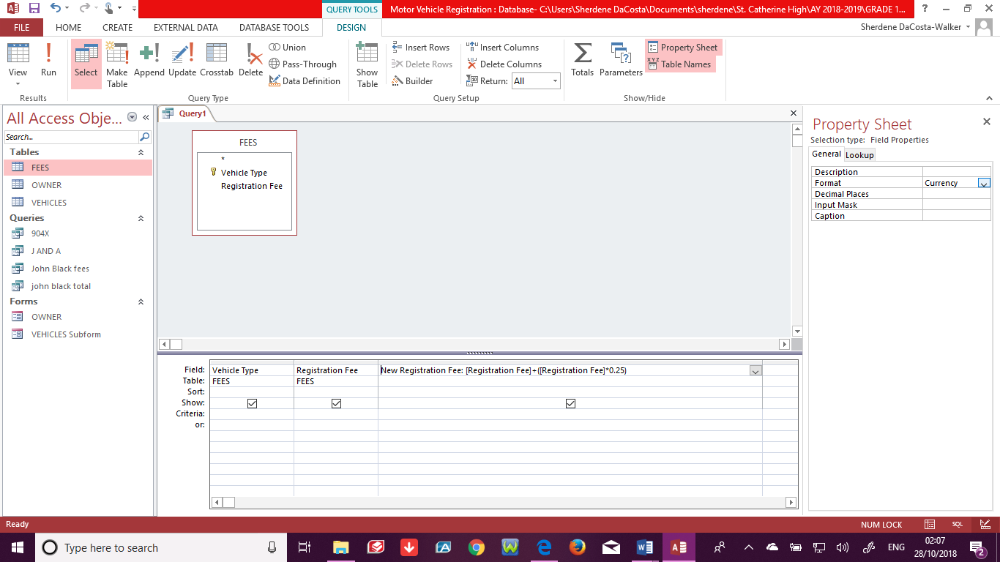 QUERY TOOLS
Motor Vehicle Registration : Database- C:\Users\Sherdene DaCosta\Documents\sherdene\St. Catherine High\AY 2018-2019\GRADE 1...
?
FILE HOME CREATE EXTERNAL DATA DATABASE TOOLS DESIGN
Sherdene DaCosta-Walker
View
Run
Select
Make Table
Append
Update
Crosstab
Delete
Union
Pass-Through
Data Definition
Show Table
Insert Rows
Delete Rows
Builder
Insert Columns
Delete Columns
Return: All
Totals
Parameters
Property Sheet
XYZ
Table Names
Results
Query Type
Query Setup
Show/Hide
All Access Obje...
Search...
Tables
FEES
OWNER
VEHICLES
Queries
904X
J AND A
John Black fees
john black total
Forms
OWNER
VEHICLES Subform
Query1
FEES
*
Vehicle Type
Registration Fee
Field: Vehicle Type Registration Fee New Registration Fee: [Registration Fee]+([Registration Fee]*0.25)
Table: FEES FEES
Sort:
Show:
Criteria:
or:
Property Sheet
Selection type: Field Properties
General Lookup
Description
Format Currency
Decimal Places
Input Mask
Caption
Ready
NUM LOCK
SQL
Type here to search
ENG
02:07
28/10/2018
2